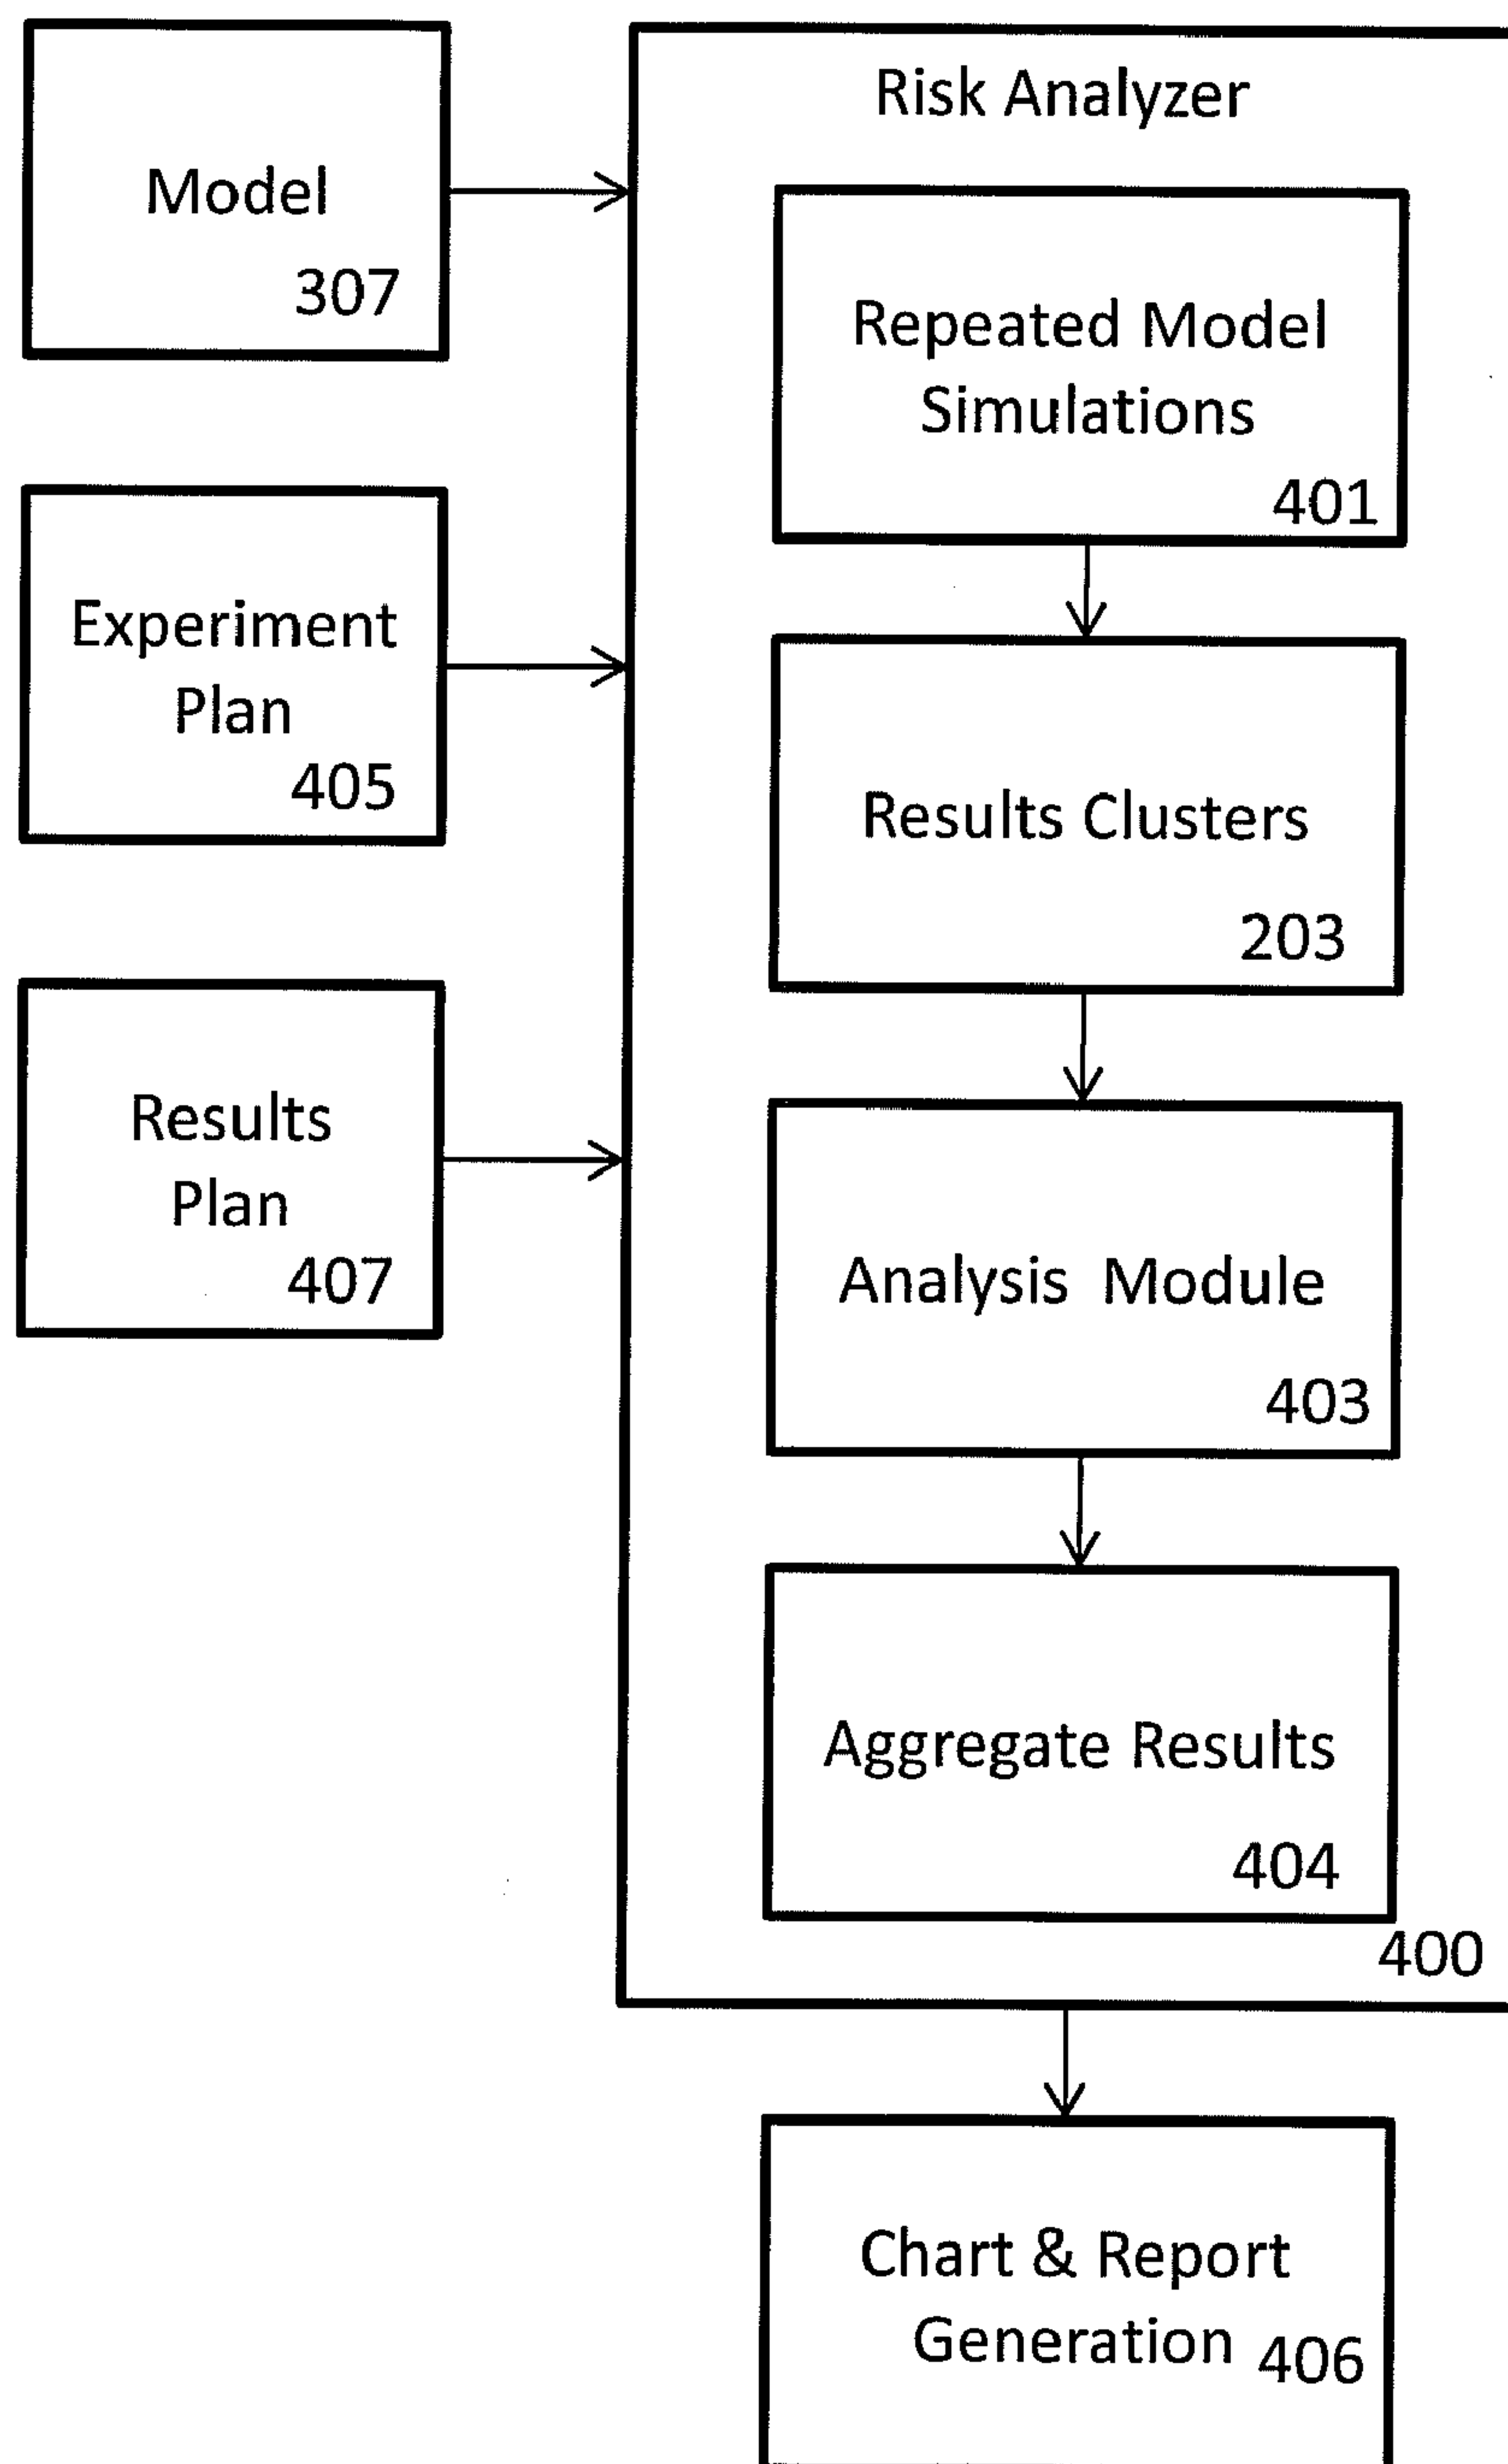 Model
307
Experiment
Plan
405
Results
Plan
407
Risk Analyzer
Repeated Model
Simulations
401
Results Clusters
203
Analysis Module
403
Aggregate Results
404
400
Chart & Report
Generation 406